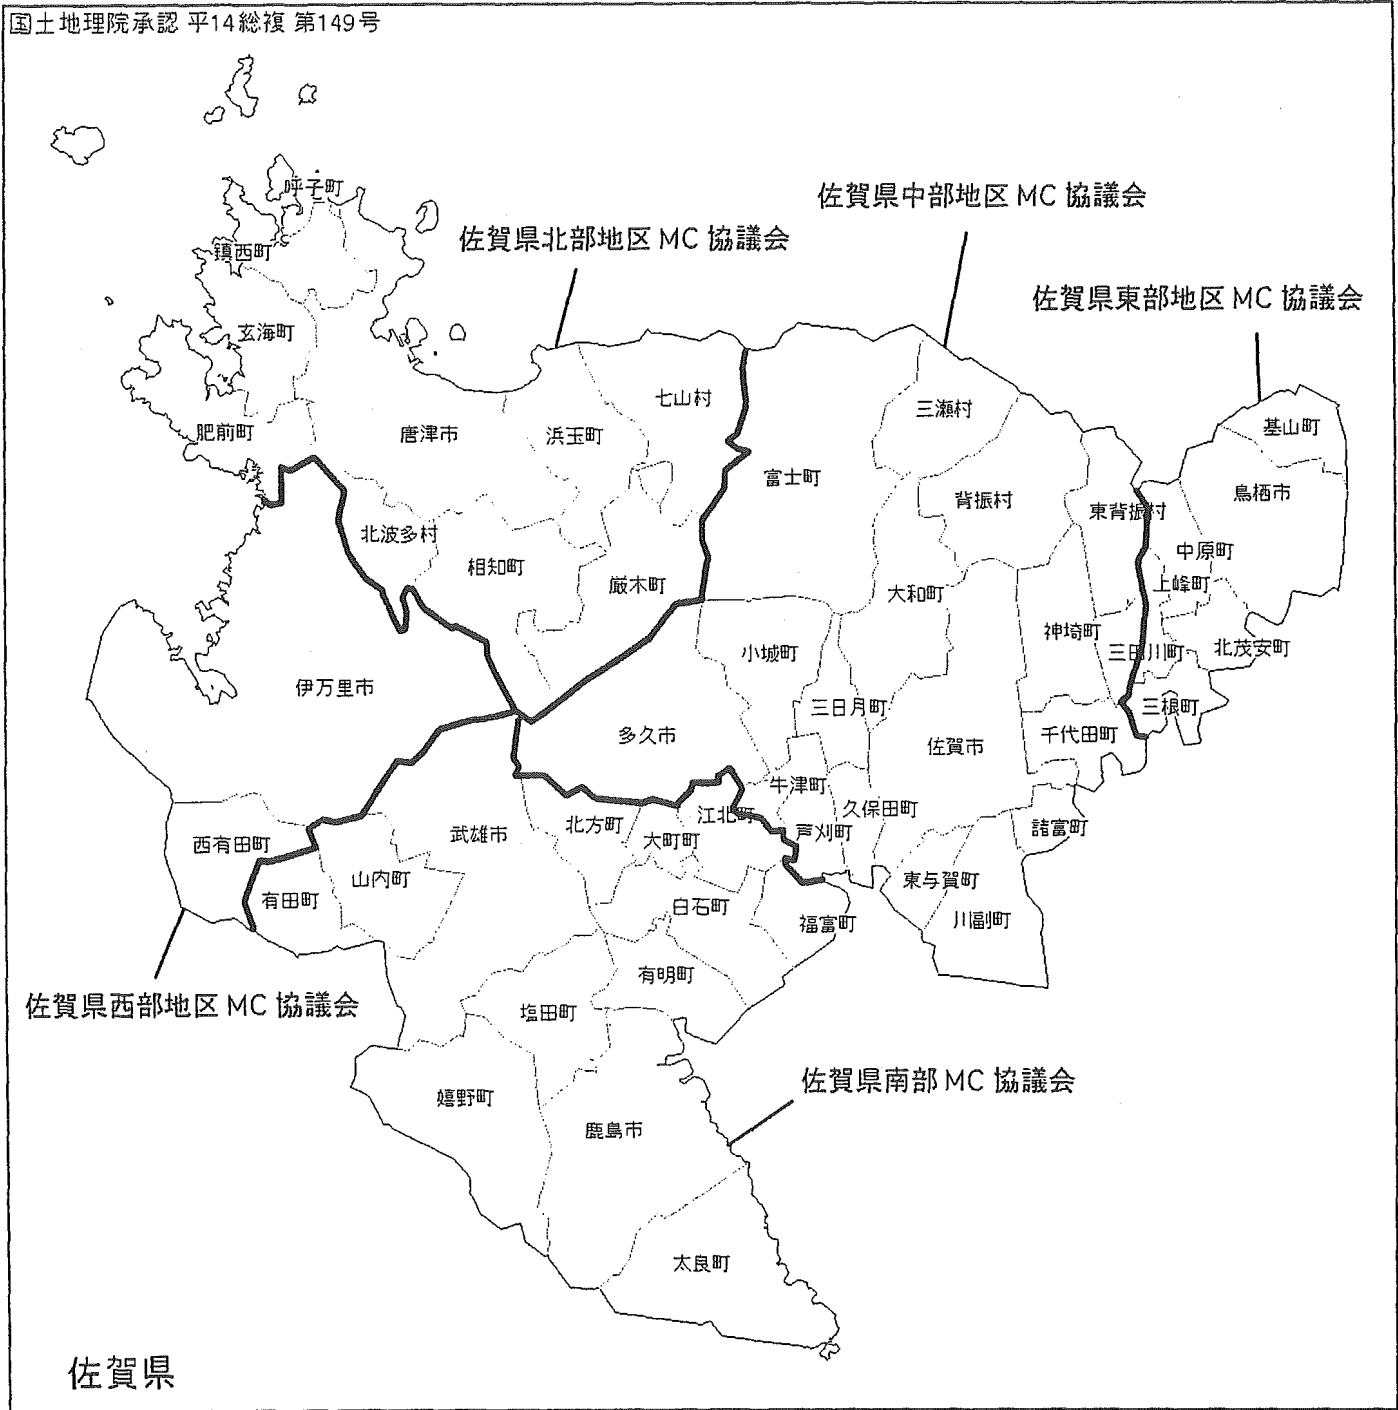 国土地理院承認 平14総複 第149号
呼子町
佐賀県中部地区 MC 協議会
佐賀県北部地区 MC 協議会
鎮西町
佐賀県東部地区 MC 協議会
玄海町
七山村
三瀬村
基山町
肥前町
唐津市
浜玉町
富士町
鳥栖市
背振村
東背振村
北波多村
中原町
相知町
厳木町
上峰町
大和町
神埼町
小城町
三田川町
北茂安町
伊万里市
三日月町
三根町
多久市
佐賀市
千代田町
牛津町
久保田町
江北町
北方町
武雄市
大町町
芦刈町
諸富町
西有田町
山内町
東与賀町
有田町
白石町
福富町
川副町
有明町
佐賀県西部地区 MC 協議会
塩田町
佐賀県南部 MC 協議会
嬉野町
鹿島市
太良町
佐賀県